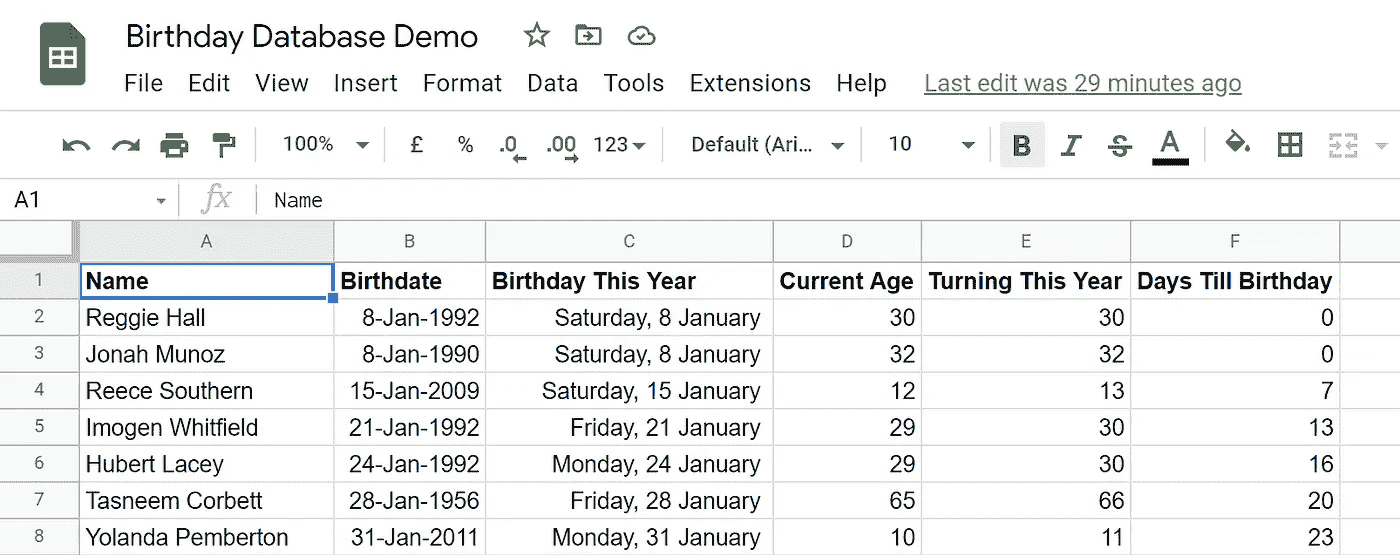 Birthday Database Demo
File Edit View Insert Format Data Tools Extensions Help Last edit was 29 minutes ago
100% £ % .0 .00 123 Default (Ari... 10 B I S A
A1 fx Name
A B C D E F
1 Name Birthdate Birthday This Year Current Age Turning This Year Days Till Birthday
2 Reggie Hall 8-Jan-1992 Saturday, 8 January 30 30 0
3 Jonah Munoz 8-Jan-1990 Saturday, 8 January 32 32 0
4 Reece Southern 15-Jan-2009 Saturday, 15 January 12 13 7
5 Imogen Whitfield 21-Jan-1992 Friday, 21 January 29 30 13
6 Hubert Lacey 24-Jan-1992 Monday, 24 January 29 30 16
7 Tasneem Corbett 28-Jan-1956 Friday, 28 January 65 66 20
8 Yolanda Pemberton 31-Jan-2011 Monday, 31 January 10 11 23